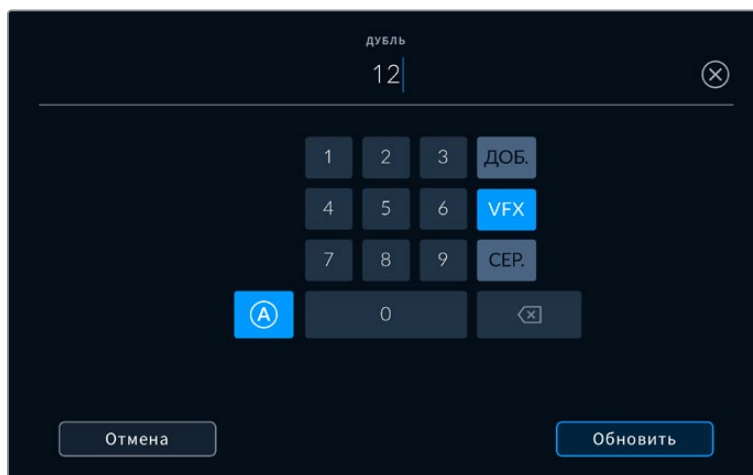 ДУБЛЬ
12
1 2 3 ДОБ.
4 5 6 VFX
7 8 9 СЕР.
A 0
Отмена Обновить